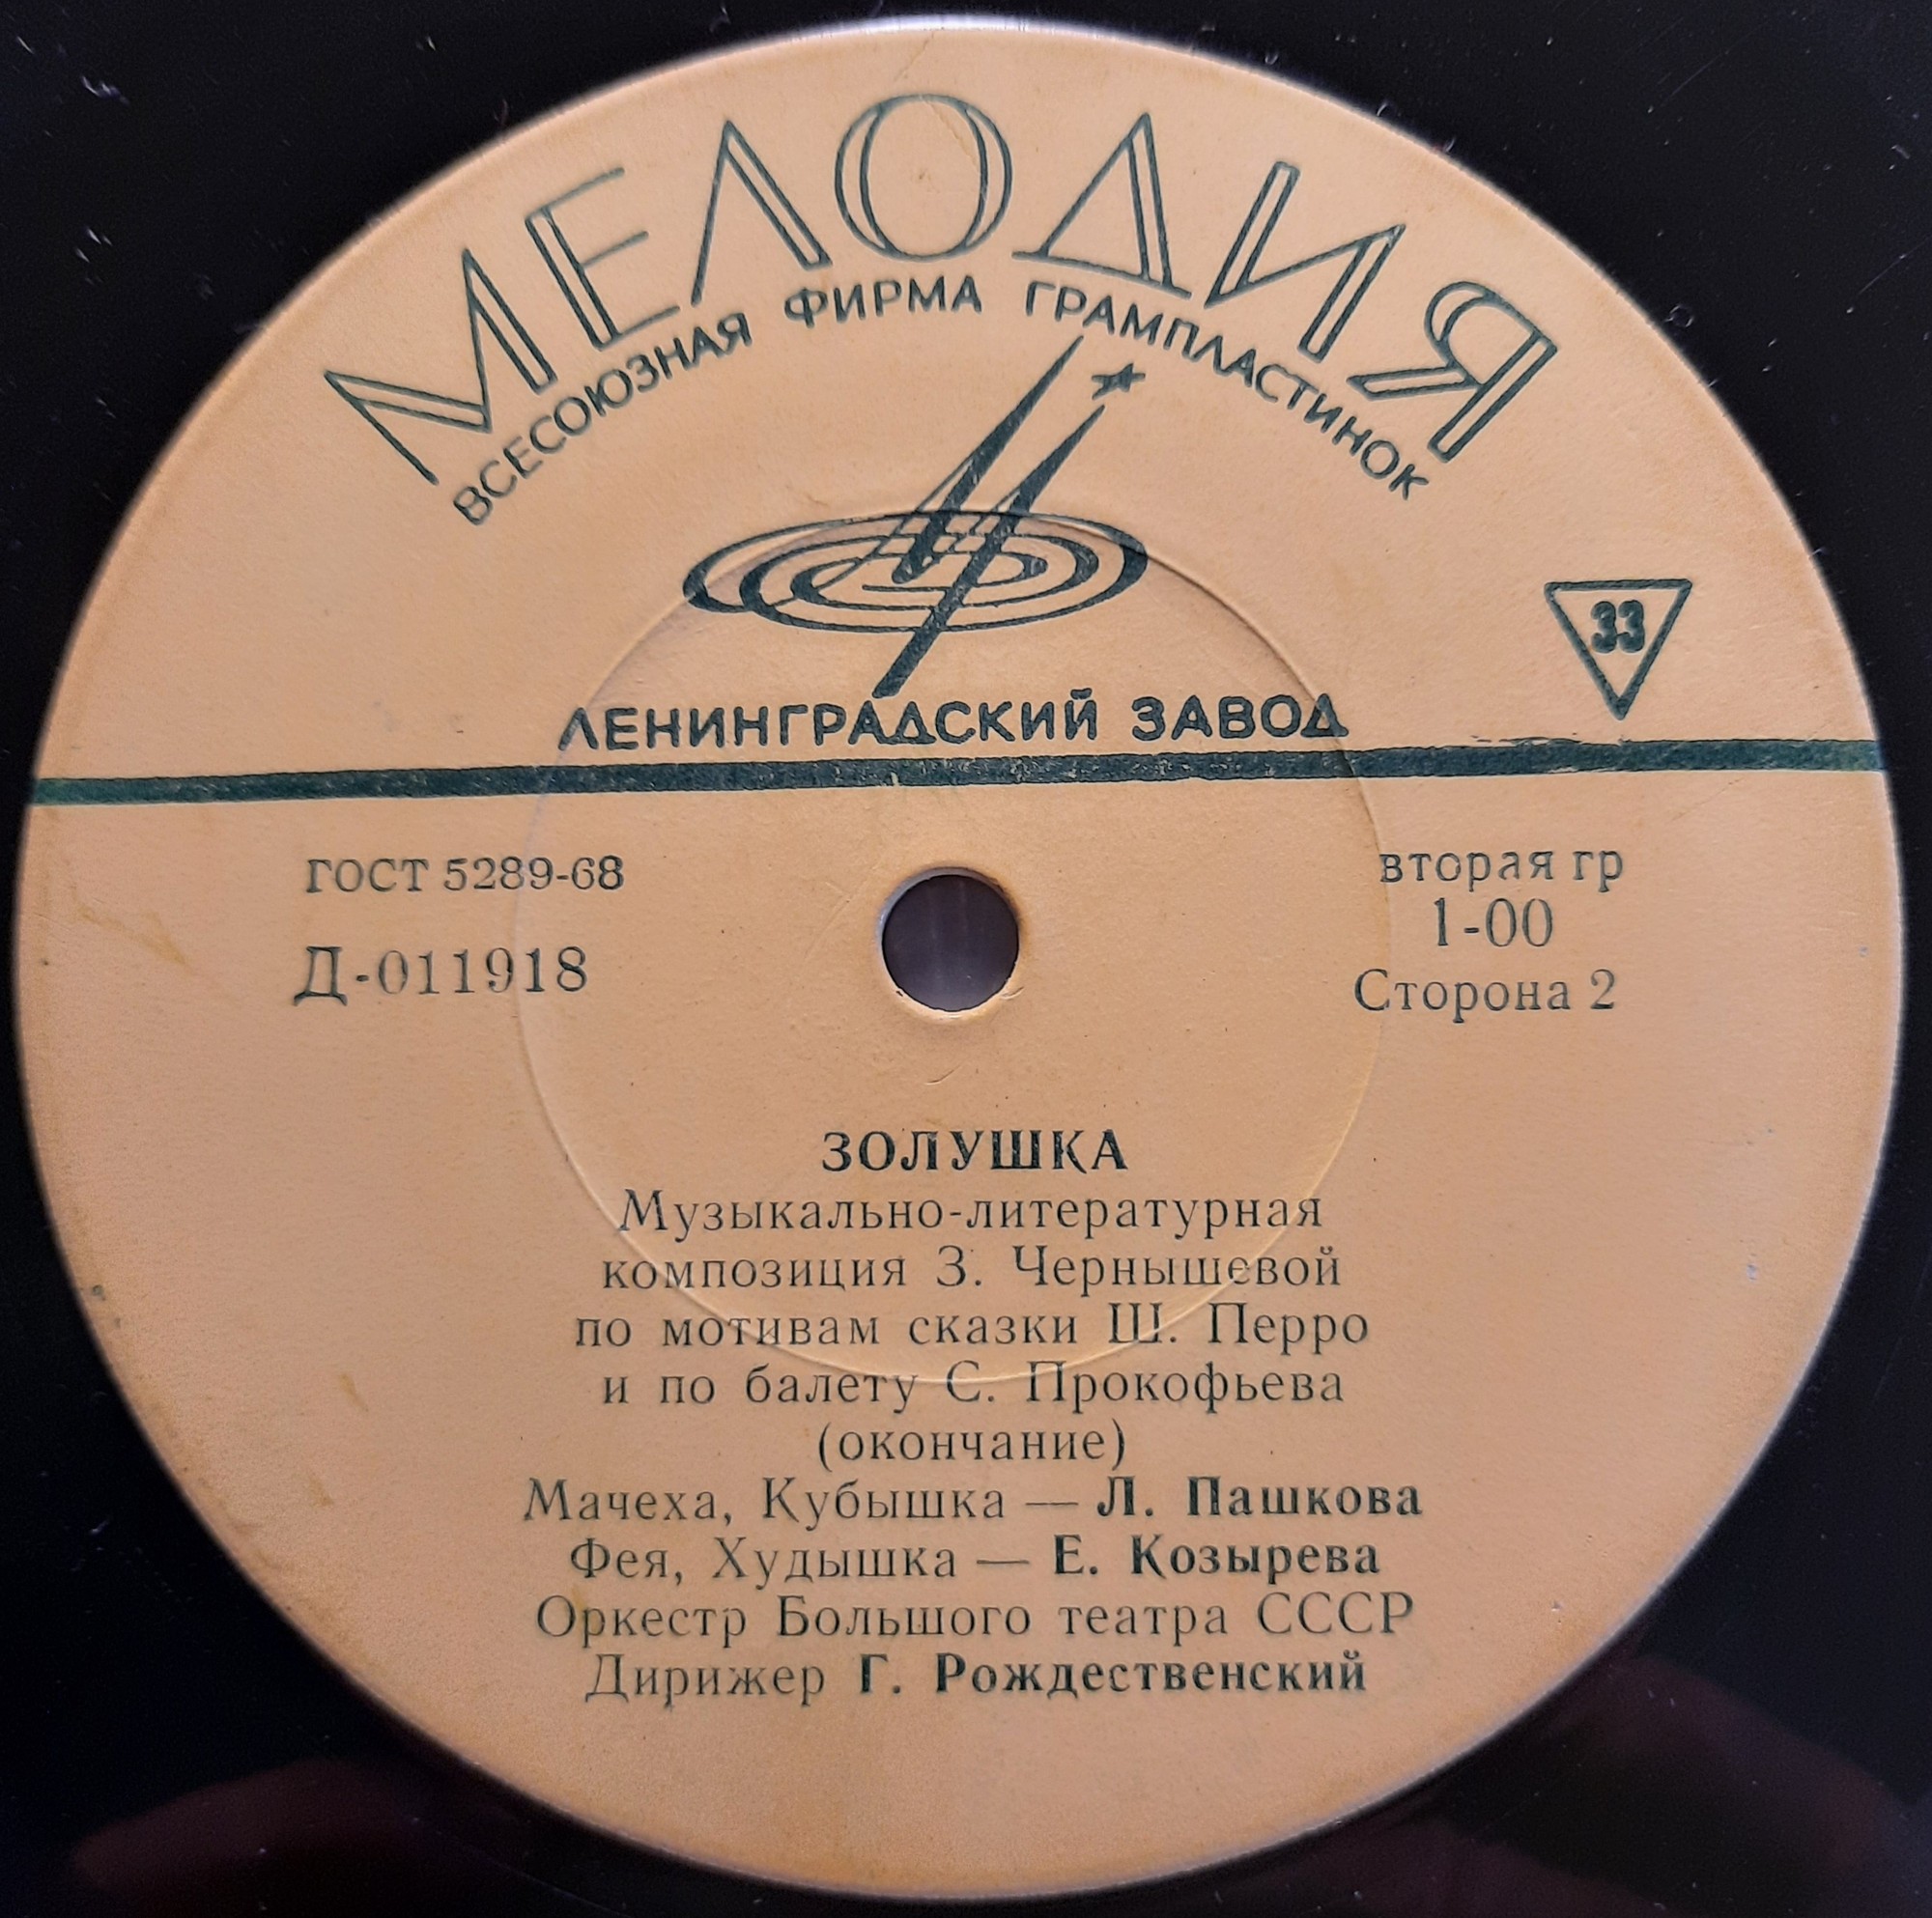 МЕЛОДИЯ
ВСЕСОЮЗНАЯ ФИРМА ГРАМПЛАСТИНОК
33
ЛЕНИНГРАДСКИЙ ЗАВОД
ГОСТ 5289-68
Д-011918
вторая гр
1-00
Сторона 2
ЗОЛУШКА
Музыкально-литературная
композиция З. Чернышевой
по мотивам сказки Ш. Перро
и по балету С. Прокофьева
(окончание)
Мачеха, Кубышка — Л. Пашкова
Фея, Худышка — Е. Козырева
Оркестр Большого театра СССР
Дирижер Г. Рождественский